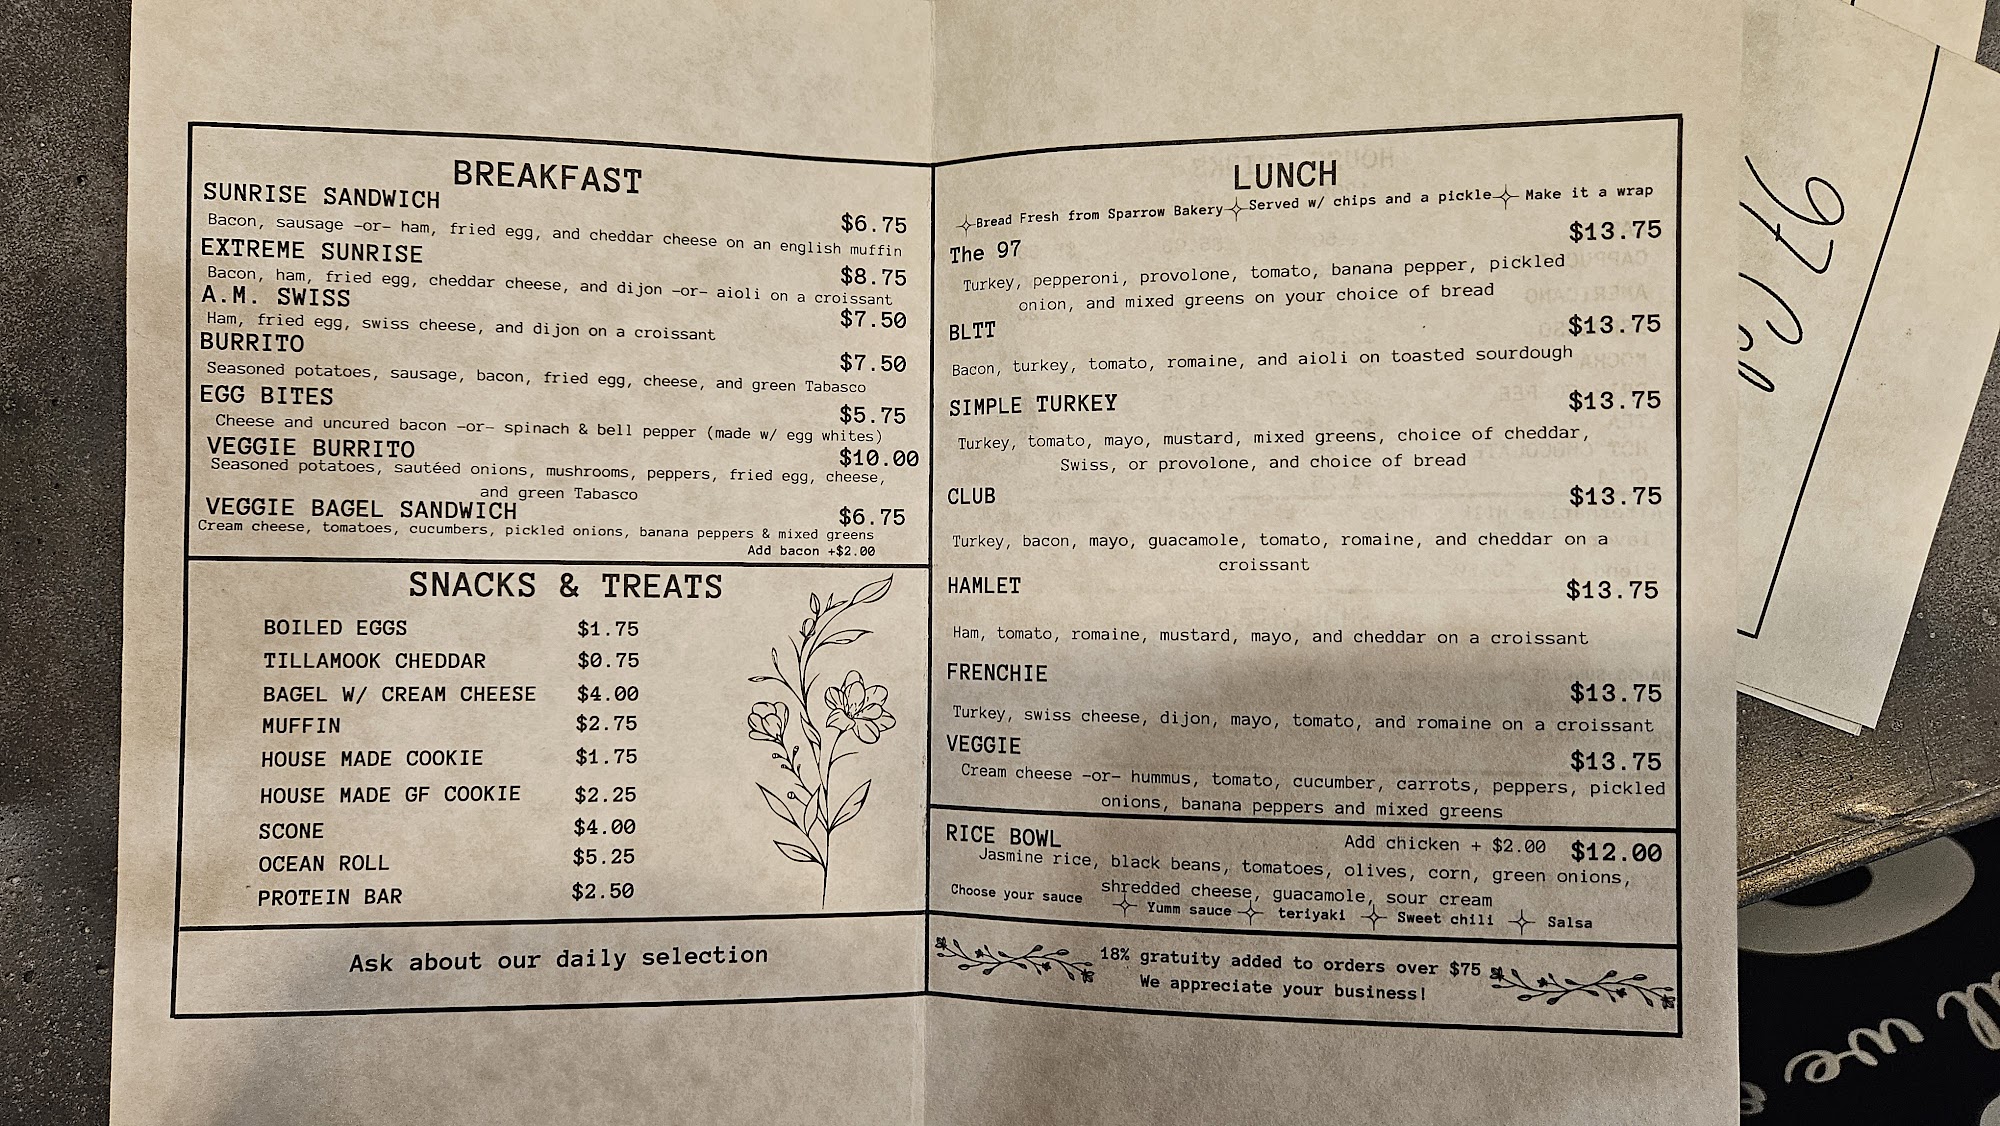 BREAKFAST
SUNRISE SANDWICH
$6.75
Bacon, sausage -or- ham, fried egg, and cheddar cheese on an english muffin
EXTREME SUNRISE
$8.75
Bacon, ham, fried egg, cheddar cheese, and dijon -or- aioli on a croissant
A.M. SWISS
$7.50
Ham, fried egg, swiss cheese, and dijon on a croissant
BURRITO
$7.50
Seasoned potatoes, sausage, bacon, fried egg, cheese, and green Tabasco
EGG BITES
$5.75
Cheese and uncured bacon -or- spinach & bell pepper (made w/ egg whites)
VEGGIE BURRITO
$10.00
Seasoned potatoes, sautéed onions, mushrooms, peppers, fried egg, cheese,
and green Tabasco
VEGGIE BAGEL SANDWICH
$6.75
Cream cheese, tomatoes, cucumbers, pickled onions, banana peppers & mixed greens
Add bacon +$2.00
SNACKS & TREATS
BOILED EGGS $1.75
TILLAMOOK CHEDDAR $0.75
BAGEL W/ CREAM CHEESE $4.00
MUFFIN $2.75
HOUSE MADE COOKIE $1.75
HOUSE MADE GF COOKIE $2.25
SCONE $4.00
OCEAN ROLL $5.25
PROTEIN BAR $2.50
Ask about our daily selection
LUNCH
Bread Fresh from Sparrow Bakery Served w/ chips and a pickle Make it a wrap
The 97 $13.75
Turkey, pepperoni, provolone, tomato, banana pepper, pickled
onion, and mixed greens on your choice of bread
BLTT $13.75
Bacon, turkey, tomato, romaine, and aioli on toasted sourdough
SIMPLE TURKEY $13.75
Turkey, tomato, mayo, mustard, mixed greens, choice of cheddar,
Swiss, or provolone, and choice of bread
CLUB $13.75
Turkey, bacon, mayo, guacamole, tomato, romaine, and cheddar on a
croissant
HAMLET $13.75
Ham, tomato, romaine, mustard, mayo, and cheddar on a croissant
FRENCHIE $13.75
Turkey, swiss cheese, dijon, mayo, tomato, and romaine on a croissant
VEGGIE $13.75
Cream cheese -or- hummus, tomato, cucumber, carrots, peppers, pickled
onions, banana peppers and mixed greens
RICE BOWL Add chicken + $2.00 $12.00
Jasmine rice, black beans, tomatoes, olives, corn, green onions,
shredded cheese, guacamole, sour cream
Choose your sauce Yumm sauce teriyaki Sweet chili Salsa
18% gratuity added to orders over $75
We appreciate your business!
97
we